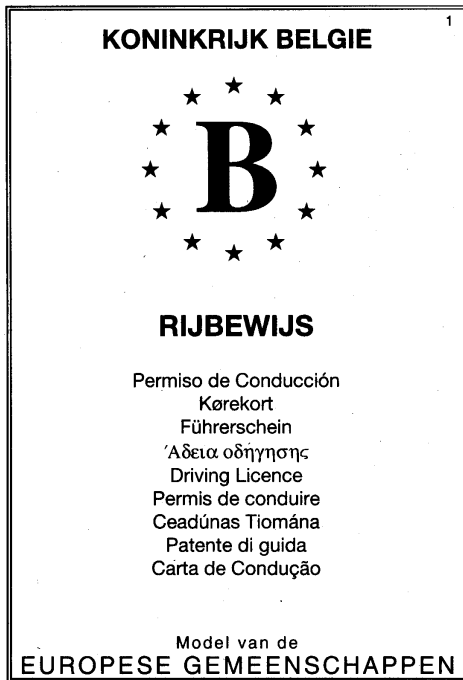 1
KONINKRIJK BELGIE
B
RIJBEWIJS
Permiso de Conducción
Kørekort
Führerschein
Άδεια οδήγησης
Driving Licence
Permis de conduire
Ceadúnas Tiomána
Patente di guida
Carta de Condução
Model van de
EUROPESE GEMEENSCHAPPEN